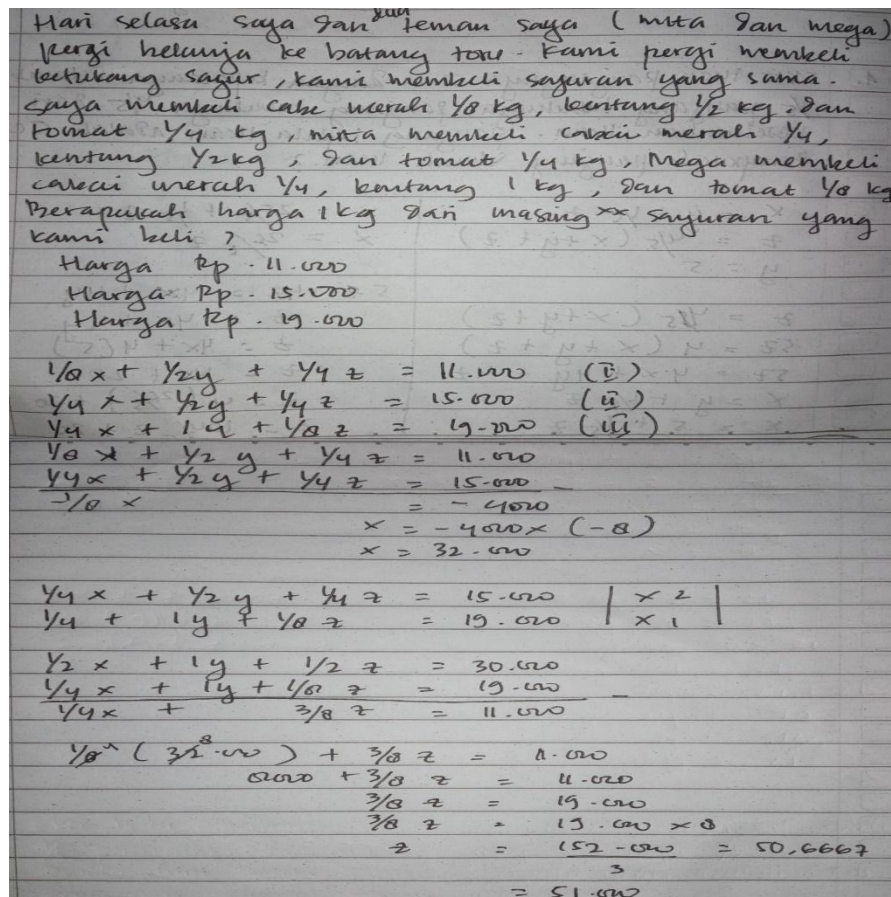 Hari selasa saya dan dua teman saya (mita dan mega)
pergi belanja ke batang toru. Kami pergi membeli
ketukang sayur, kami membeli sayuran yang sama.
saya membeli cabe merah 1/8 kg, kentang 1/2 kg, dan
tomat 1/4 kg, mita membeli cabai merah 1/4,
kentang 1/2 kg, dan tomat 1/4 kg, Mega membeli
cabai merah 1/4, kentang 1 kg, dan tomat 1/8 kg
Berapakah harga 1 kg dari masing xx sayuran yang
kami beli ?
Harga Rp. 11.000
Harga Rp. 15.000
Harga Rp. 19.000
1/8 x + 1/2 y + 1/4 z = 11.000 (I)
1/4 x + 1/2 y + 1/4 z = 15.000 (II)
1/4 x + 1 y + 1/8 z = 19.000 (III)
1/8 x + 1/2 y + 1/4 z = 11.000
1/4 x + 1/2 y + 1/4 z = 15.000 -
-1/8 x = - 4000
x = - 4000 x (-8)
x = 32.000
1/4 x + 1/2 y + 1/4 z = 15.000 | x 2 |
1/4 + 1 y + 1/8 z = 19.000 | x 1 |
1/2 x + 1 y + 1/2 z = 30.000
1/4 x + 1 y + 1/8 z = 19.000 -
1/4 x + 3/8 z = 11.000
( 32.000 ) + 3/8 z = 11.000
8000 + 3/8 z = 11.000
3/8 z = 19.000
3/8 z = 19.000 x 8
z = 152.000 / 3 = 50,6667
= 51.000